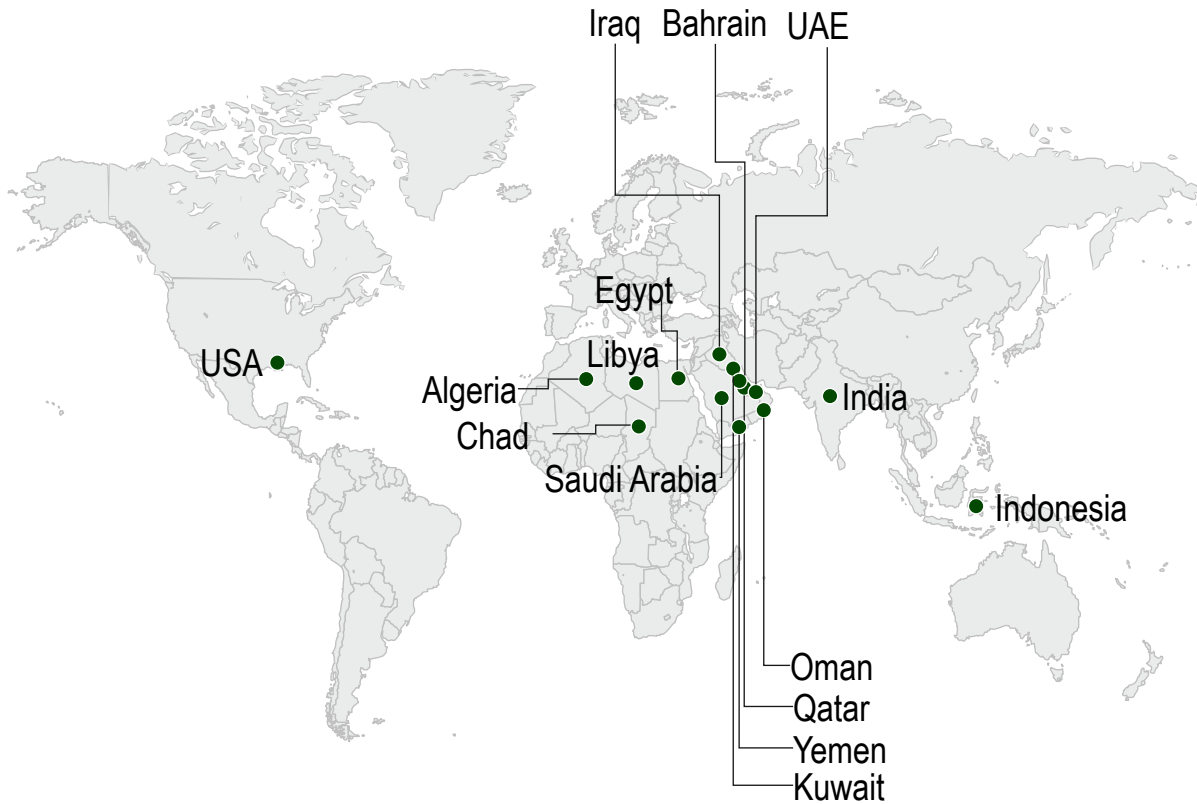 Iraq
Bahrain
UAE
Egypt
USA
Libya
Algeria
India
Chad
Saudi Arabia
Indonesia
Oman
Qatar
Yemen
Kuwait